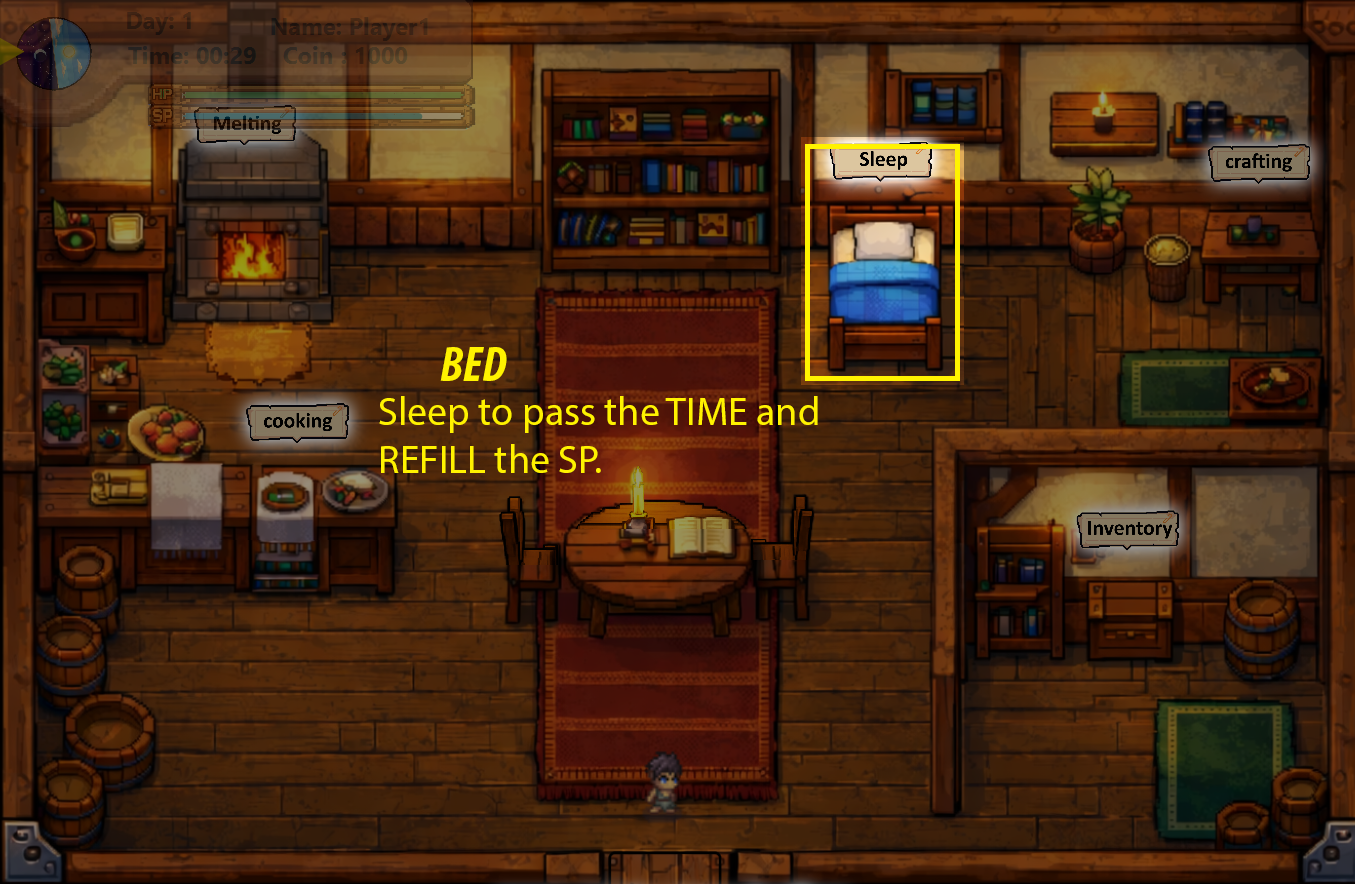 Day: 1
Name: Player1
Time: 00:29
Coin : 1000
HP
SP
Melting
Sleep
crafting
BED
Sleep to pass the TIME and
REFILL the SP.
cooking
Inventory